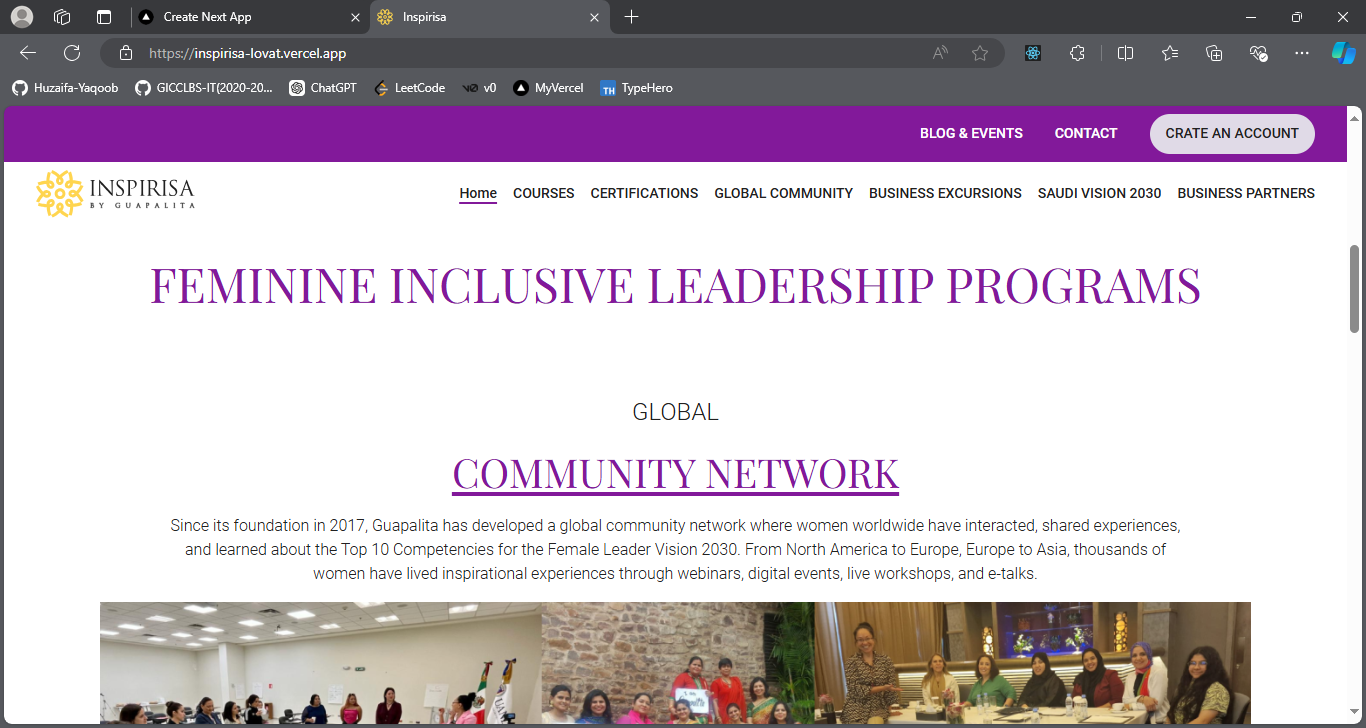 Create Next App
Inspirisa
https://inspirisa-lovat.vercel.app
Huzaifa-Yaqoob
GICCLBS-IT(2020-20...
ChatGPT
LeetCode
v0
MyVercel
TH TypeHero
BLOG & EVENTS
CONTACT
CRATE AN ACCOUNT
INSPIRISA
BY GUAPALITA
Home
COURSES
CERTIFICATIONS
GLOBAL COMMUNITY
BUSINESS EXCURSIONS
SAUDI VISION 2030
BUSINESS PARTNERS
FEMININE INCLUSIVE LEADERSHIP PROGRAMS
GLOBAL
COMMUNITY NETWORK
Since its foundation in 2017, Guapalita has developed a global community network where women worldwide have interacted, shared experiences,
and learned about the Top 10 Competencies for the Female Leader Vision 2030. From North America to Europe, Europe to Asia, thousands of
women have lived inspirational experiences through webinars, digital events, live workshops, and e-talks.